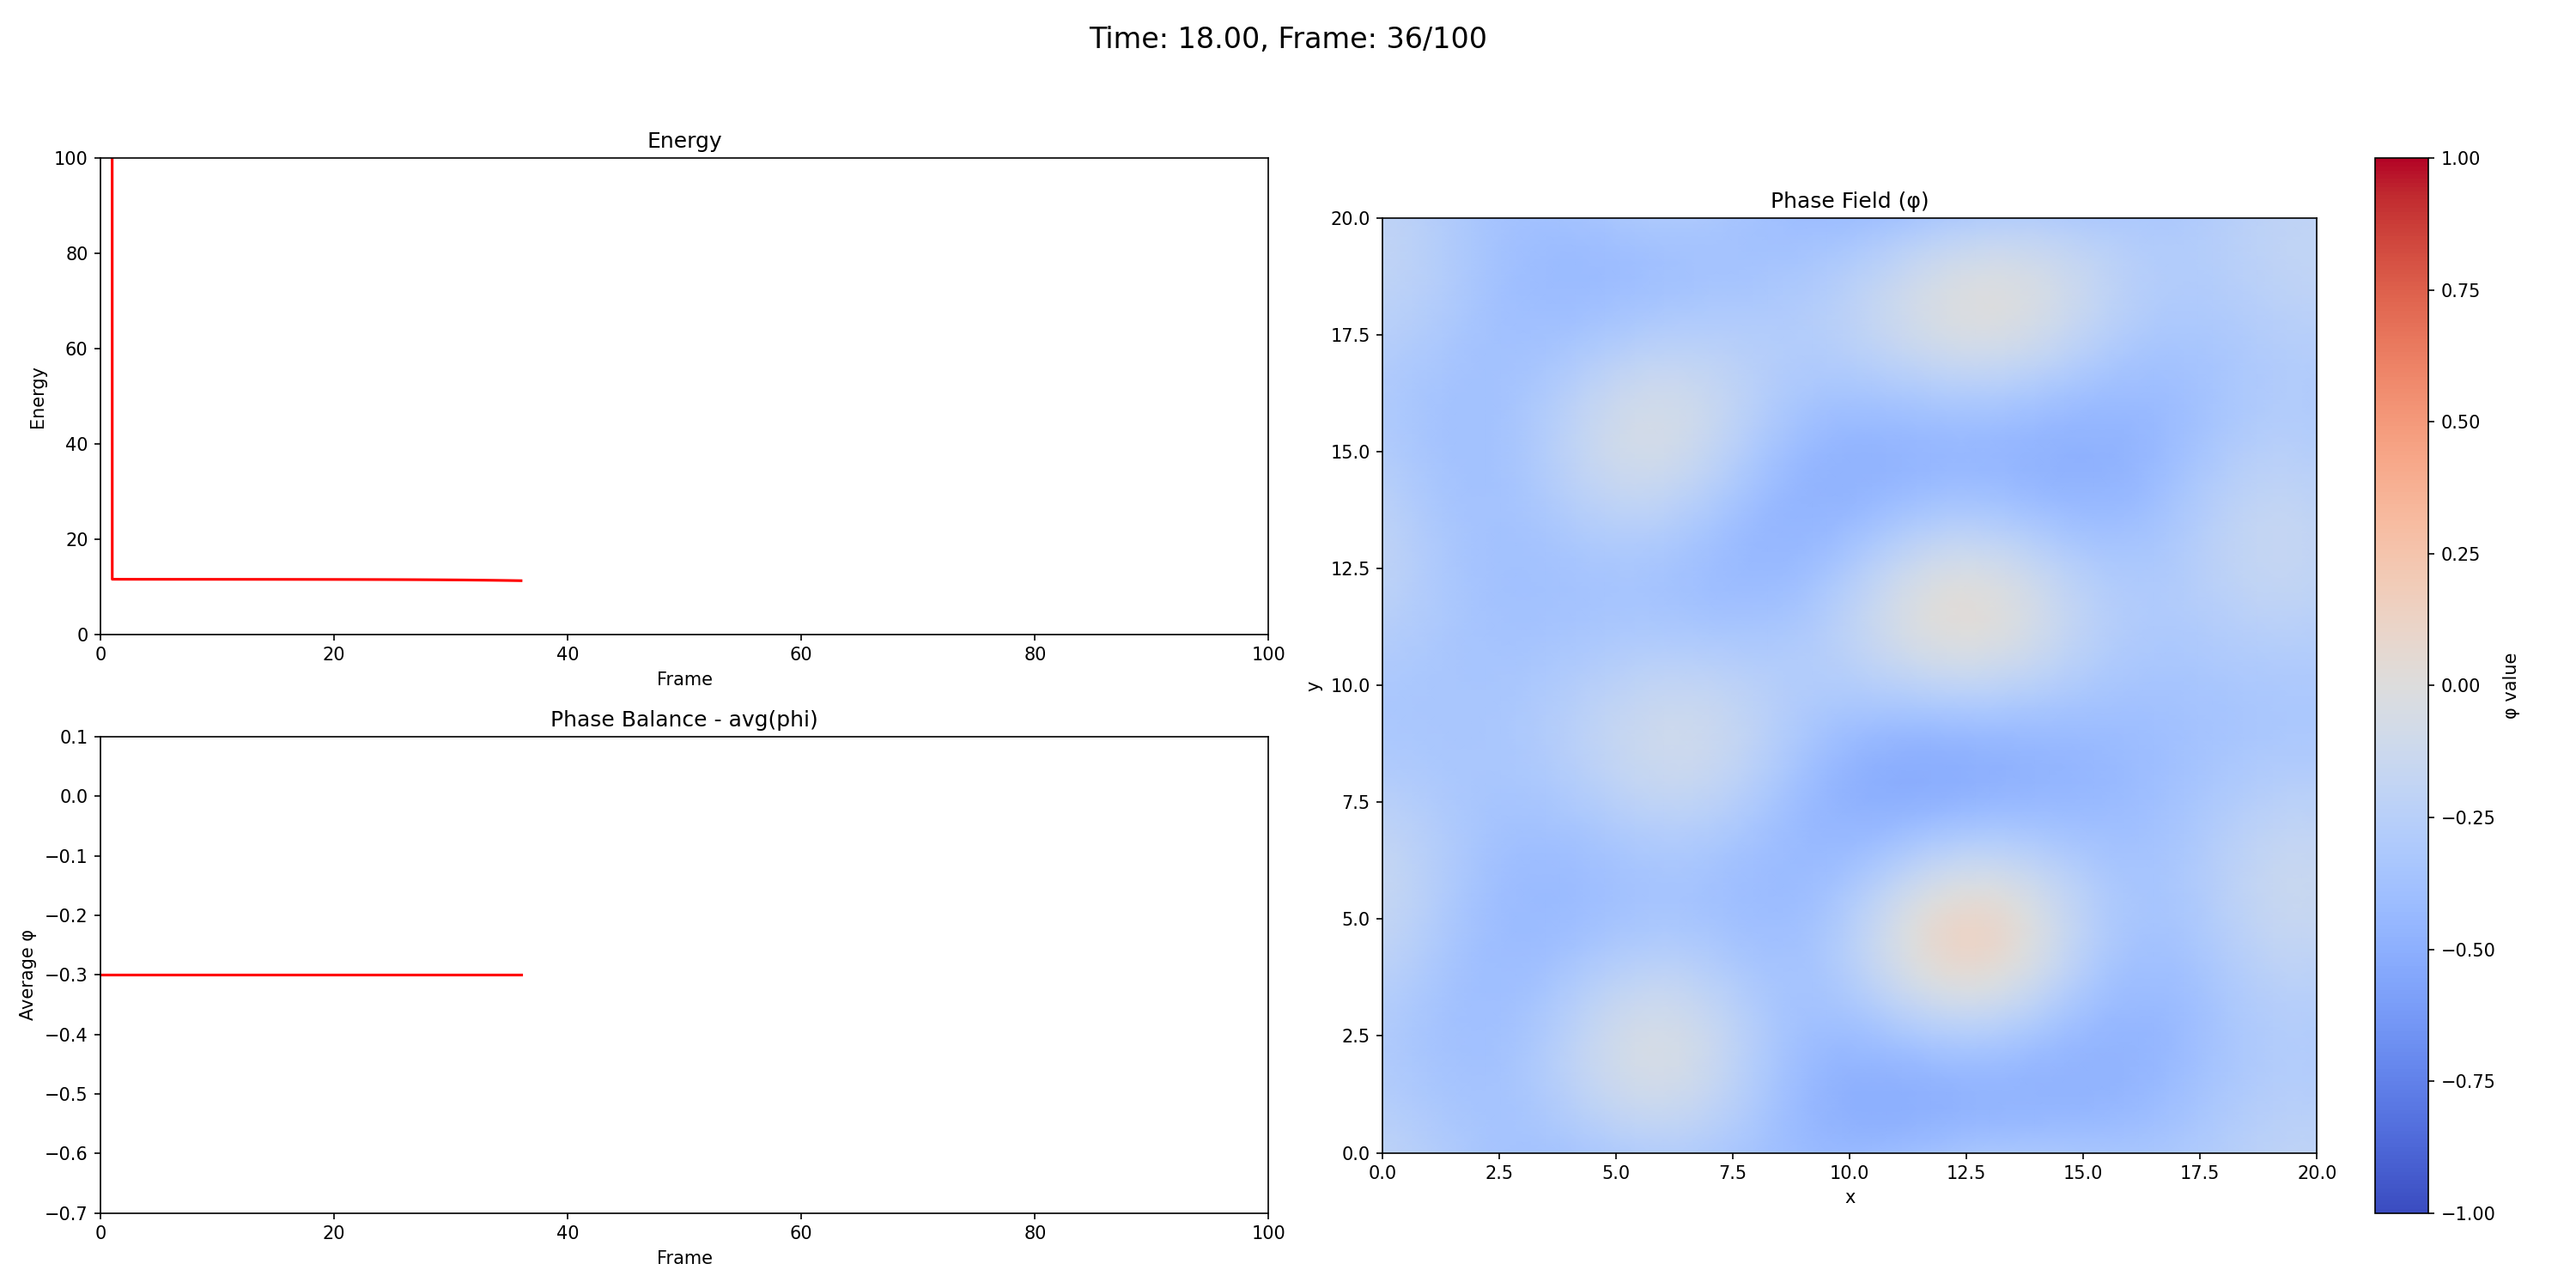 Time: 18.00, Frame: 36/100
Energy
100
80
60
40
20
0
Energy
0 20 40 60 80 100
Frame
Phase Balance - avg(phi)
0.1
0.0
−0.1
−0.2
−0.3
−0.4
−0.5
−0.6
−0.7
Average φ
0 20 40 60 80 100
Frame
Phase Field (φ)
20.0
17.5
15.0
12.5
10.0
7.5
5.0
2.5
0.0
y
0.0 2.5 5.0 7.5 10.0 12.5 15.0 17.5 20.0
x
1.00
0.75
0.50
0.25
0.00
−0.25
−0.50
−0.75
−1.00
φ value